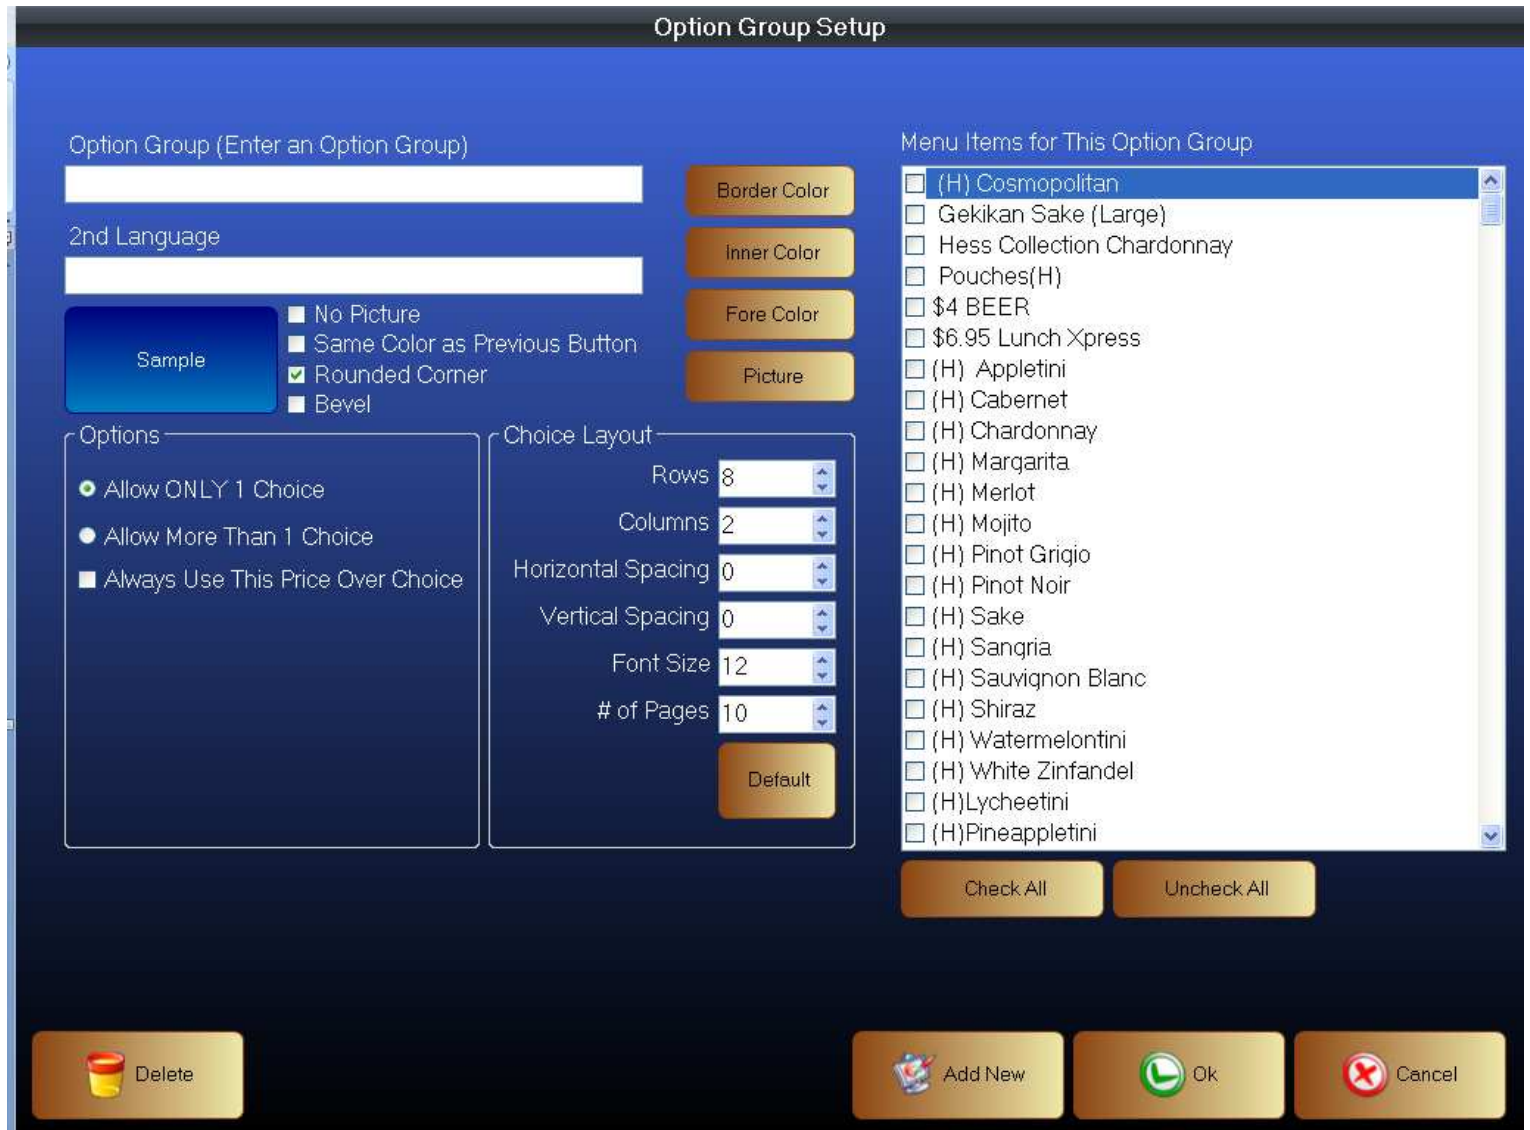 Option Group Setup
Option Group (Enter an Option Group)
2nd Language
Sample
No Picture
Same Color as Previous Button
Rounded Corner
Bevel
Border Color
Inner Color
Fore Color
Picture
Options
Allow ONLY 1 Choice
Allow More Than 1 Choice
Always Use This Price Over Choice
Choice Layout
Rows 8
Columns 2
Horizontal Spacing 0
Vertical Spacing 0
Font Size 12
# of Pages 10
Default
Menu Items for This Option Group
(H) Cosmopolitan
Gekikan Sake (Large)
Hess Collection Chardonnay
Pouches(H)
$4 BEER
$6.95 Lunch Xpress
(H) Appletini
(H) Cabernet
(H) Chardonnay
(H) Margarita
(H) Merlot
(H) Mojito
(H) Pinot Grigio
(H) Pinot Noir
(H) Sake
(H) Sangria
(H) Sauvignon Blanc
(H) Shiraz
(H) Watermelontini
(H) White Zinfandel
(H)Lycheetini
(H)Pineappletini
Check All
Uncheck All
Delete
Add New
Ok
Cancel